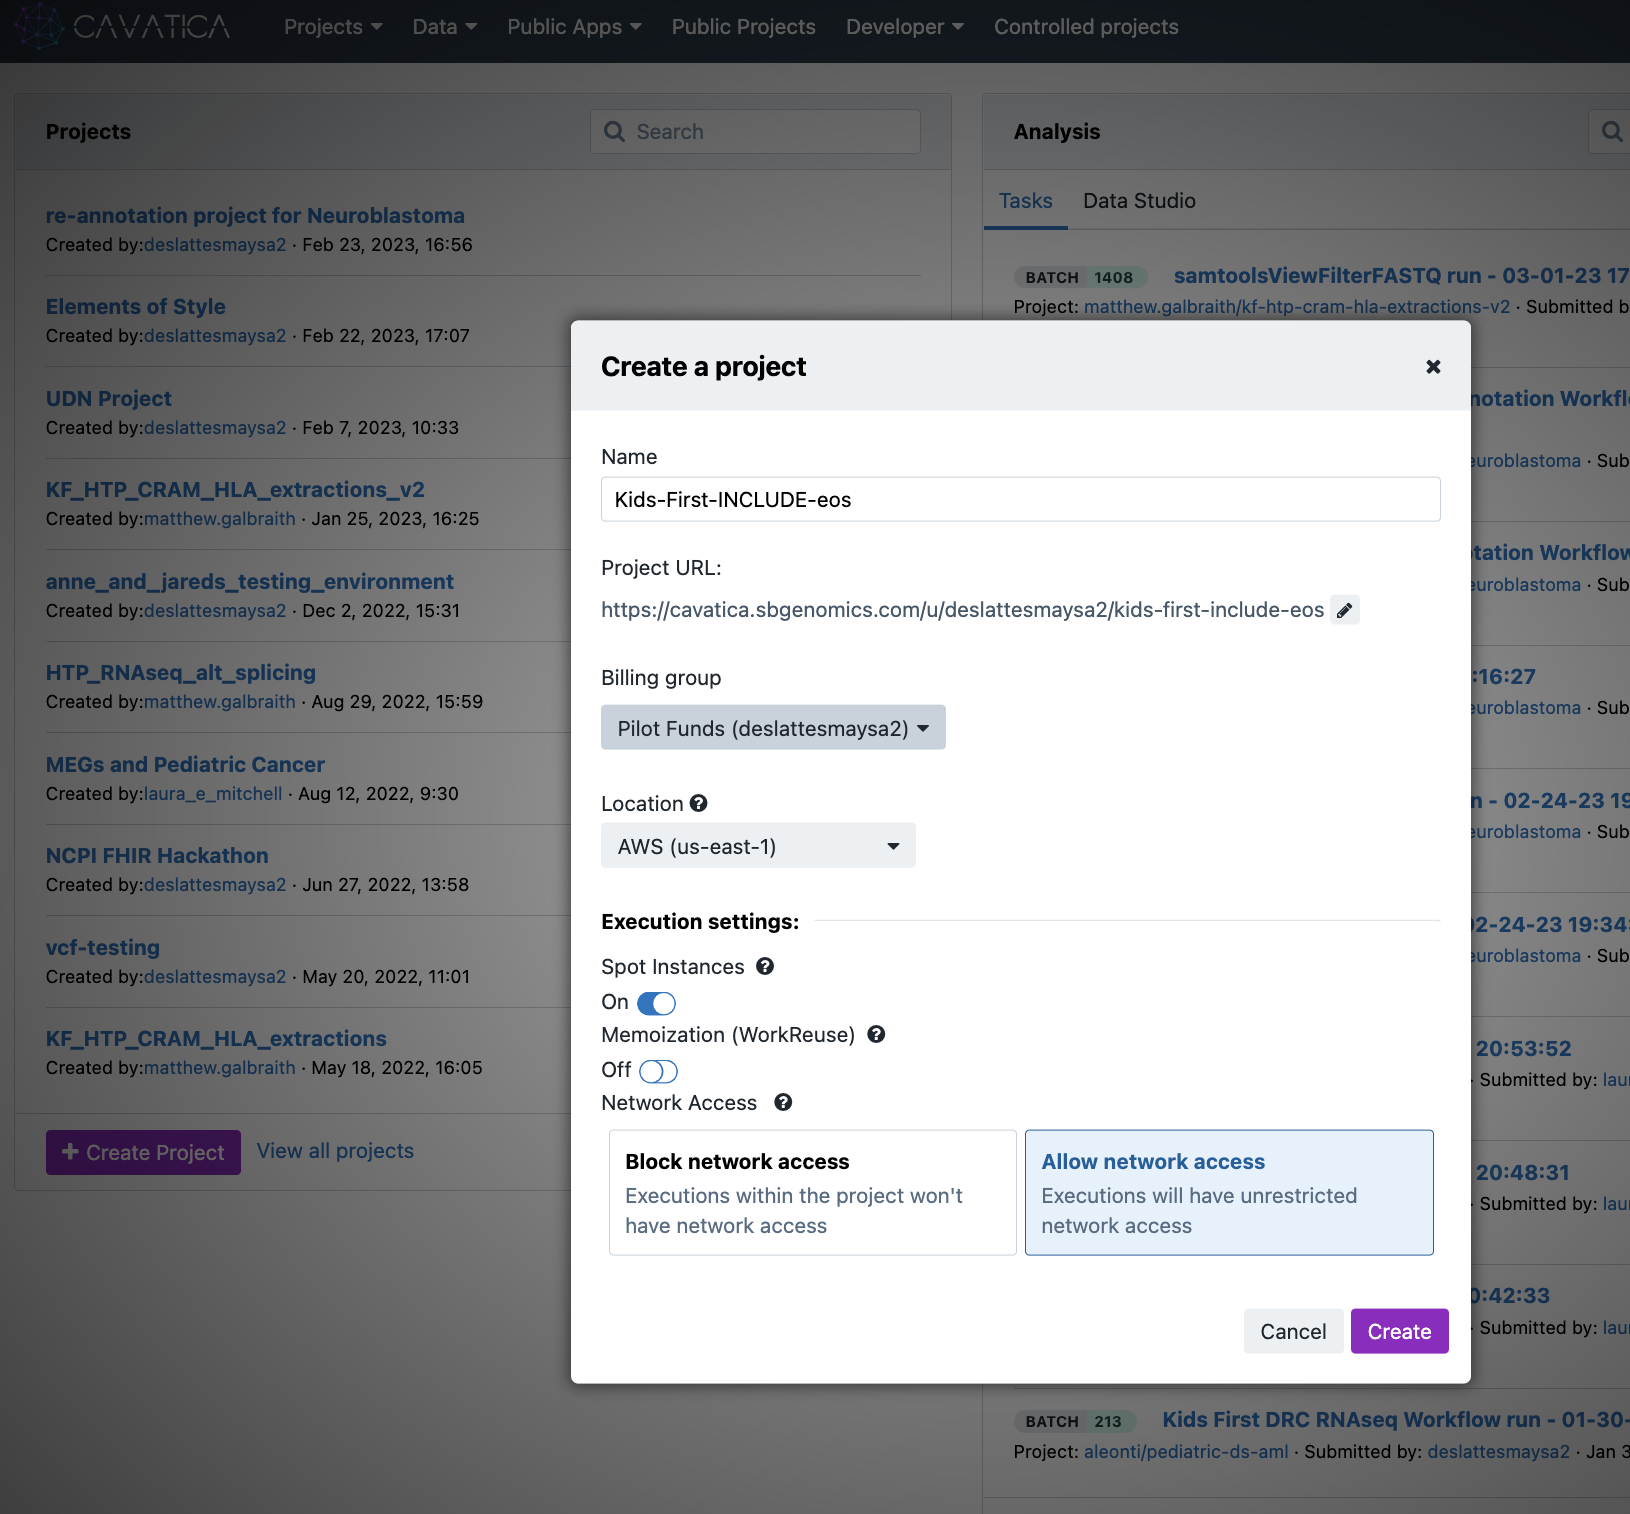 CAVATICA
Projects
Data
Public Apps
Public Projects
Developer
Controlled projects
Projects
Search
re-annotation project for Neuroblastoma
Created by:deslattesmaysa2 · Feb 23, 2023, 16:56
Elements of Style
Created by:deslattesmaysa2 · Feb 22, 2023, 17:07
UDN Project
Created by:deslattesmaysa2 · Feb 7, 2023, 10:33
KF_HTP_CRAM_HLA_extractions_v2
Created by:matthew.galbraith · Jan 25, 2023, 16:25
anne_and_jareds_testing_environment
Created by:deslattesmaysa2 · Dec 2, 2022, 15:31
HTP_RNAseq_alt_splicing
Created by:matthew.galbraith · Aug 29, 2022, 15:59
MEGs and Pediatric Cancer
Created by:laura_e_mitchell · Aug 12, 2022, 9:30
NCPI FHIR Hackathon
Created by:deslattesmaysa2 · Jun 27, 2022, 13:58
vcf-testing
Created by:deslattesmaysa2 · May 20, 2022, 11:01
KF_HTP_CRAM_HLA_extractions
Created by:matthew.galbraith · May 18, 2022, 16:05
+ Create Project
View all projects
Create a project
Name
Kids-First-INCLUDE-eos
Project URL:
https://cavatica.sbgenomics.com/u/deslattesmaysa2/kids-first-include-eos
Billing group
Pilot Funds (deslattesmaysa2)
Location
AWS (us-east-1)
Execution settings:
Spot Instances
On
Memoization (WorkReuse)
Off
Network Access
Block network access
Executions within the project won't
have network access
Allow network access
Executions will have unrestricted
network access
Cancel
Create
Analysis
Tasks
Data Studio
BATCH 1408 samtoolsViewFilterFASTQ run - 03-01-23 17
Project: matthew.galbraith/kf-htp-cram-hla-extractions-v2 · Submitted b
notation Workfl
euroblastoma · Sub
tation Workflow
euroblastoma · Sub
:16:27
euroblastoma · Sub
n - 02-24-23 19
euroblastoma · Sub
02-24-23 19:34:
euroblastoma · Sub
20:53:52
· Submitted by: lau
20:48:31
· Submitted by: lau
0:42:33
· Submitted by: lau
BATCH 213 Kids First DRC RNAseq Workflow run - 01-30-
Project: aleonti/pediatric-ds-aml · Submitted by: deslattesmaysa2 · Jan 3